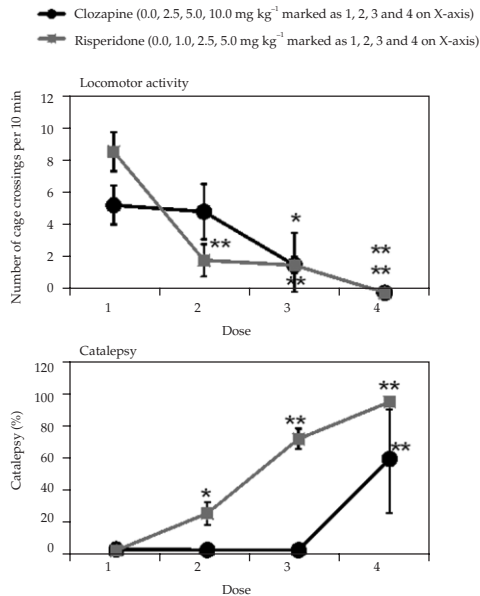 Clozapine (0.0, 2.5, 5.0, 10.0 mg kg⁻¹ marked as 1, 2, 3 and 4 on X-axis)
Risperidone (0.0, 1.0, 2.5, 5.0 mg kg⁻¹ marked as 1, 2, 3 and 4 on X-axis)
Locomotor activity
Number of cage crossings per 10 min
12
10
8
6
4
2
0
*
**
**
**
**
1 2 3 4
Dose
Catalepsy
Catalepsy (%)
120
100
80
60
40
20
0
**
**
**
*
1 2 3 4
Dose